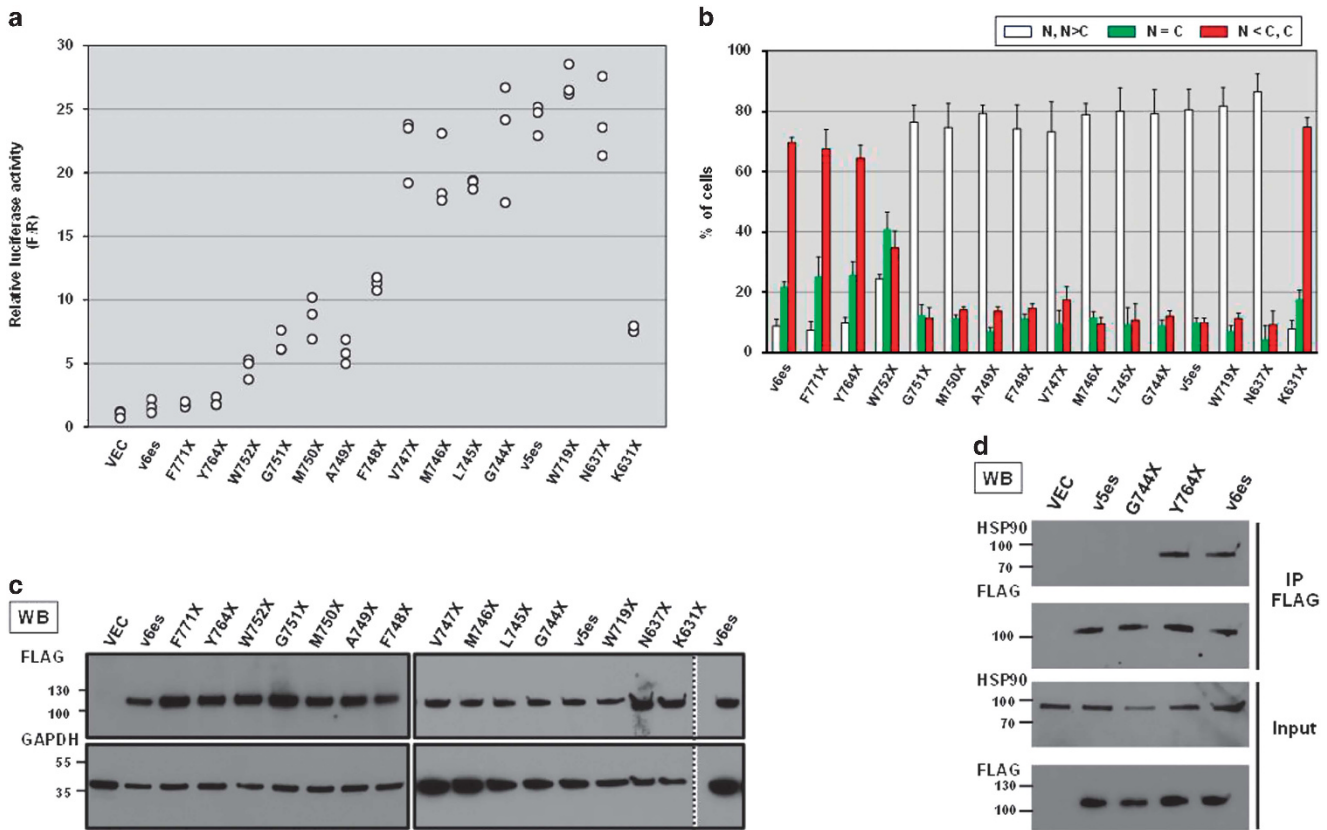 a
30
25
20
15
10
5
0
Relative luciferase activity
(F/R)
VEC
v6es
F771X
Y764X
W752X
G751X
M750X
A749X
F748X
V747X
M746X
L745X
G744X
v5es
W719X
N637X
K631X
b
N, N>C
N = C
N < C, C
100
80
60
40
20
0
% of cells
v6es
F771X
Y764X
W752X
G751X
M750X
A749X
F748X
V747X
M746X
L745X
G744X
v5es
W719X
N637X
K631X
c
WB
VEC
v6es
F771X
Y764X
W752X
G751X
M750X
A749X
F748X
V747X
M746X
L745X
G744X
v5es
W719X
N637X
K631X
v6es
FLAG
130
100
GAPDH
55
35
d
WB
VEC
v5es
G744X
Y764X
v6es
HSP90
100
70
FLAG
100
IP
FLAG
HSP90
100
70
Input
FLAG
130
100